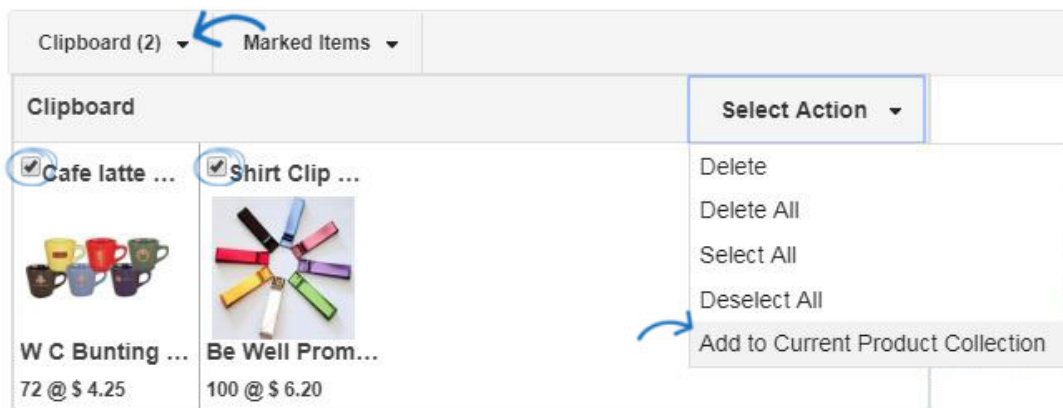 Clipboard (2) Marked Items
Clipboard Select Action
Cafe latte ... Shirt Clip ...
Delete
Delete All
Select All
Deselect All
Add to Current Product Collection
W C Bunting ... Be Well Prom...
72 @ $ 4.25 100 @ $ 6.20